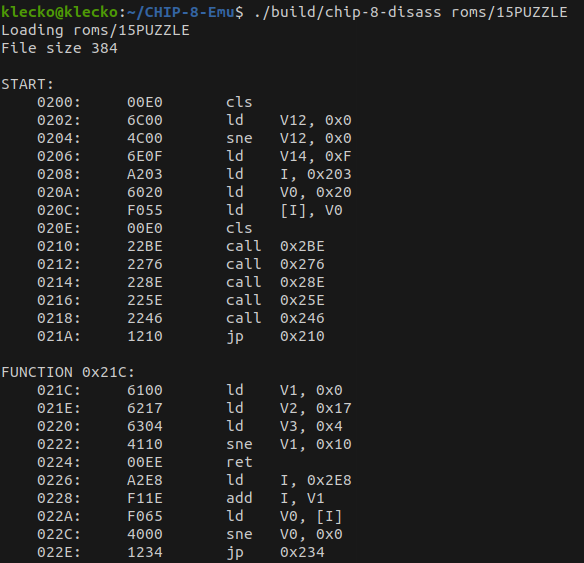 klecko@klecko:~/CHIP-8-Emu$ ./build/chip-8-disass roms/15PUZZLE
Loading roms/15PUZZLE
File size 384

START:
    0200:     00E0       cls
    0202:     6C00       ld    V12, 0x0
    0204:     4C00       sne   V12, 0x0
    0206:     6E0F       ld    V14, 0xF
    0208:     A203       ld    I, 0x203
    020A:     6020       ld    V0, 0x20
    020C:     F055       ld    [I], V0
    020E:     00E0       cls
    0210:     22BE       call  0x2BE
    0212:     2276       call  0x276
    0214:     228E       call  0x28E
    0216:     225E       call  0x25E
    0218:     2246       call  0x246
    021A:     1210       jp    0x210

FUNCTION 0x21C:
    021C:     6100       ld    V1, 0x0
    021E:     6217       ld    V2, 0x17
    0220:     6304       ld    V3, 0x4
    0222:     4110       sne   V1, 0x10
    0224:     00EE       ret
    0226:     A2E8       ld    I, 0x2E8
    0228:     F11E       add   I, V1
    022A:     F065       ld    V0, [I]
    022C:     4000       sne   V0, 0x0
    022E:     1234       jp    0x234